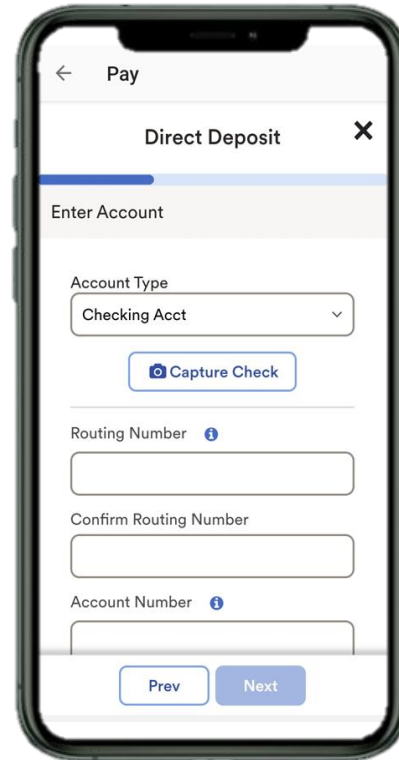 Pay
Direct Deposit
Enter Account
Account Type
Checking Acct
Capture Check
Routing Number
Confirm Routing Number
Account Number
Prev
Next